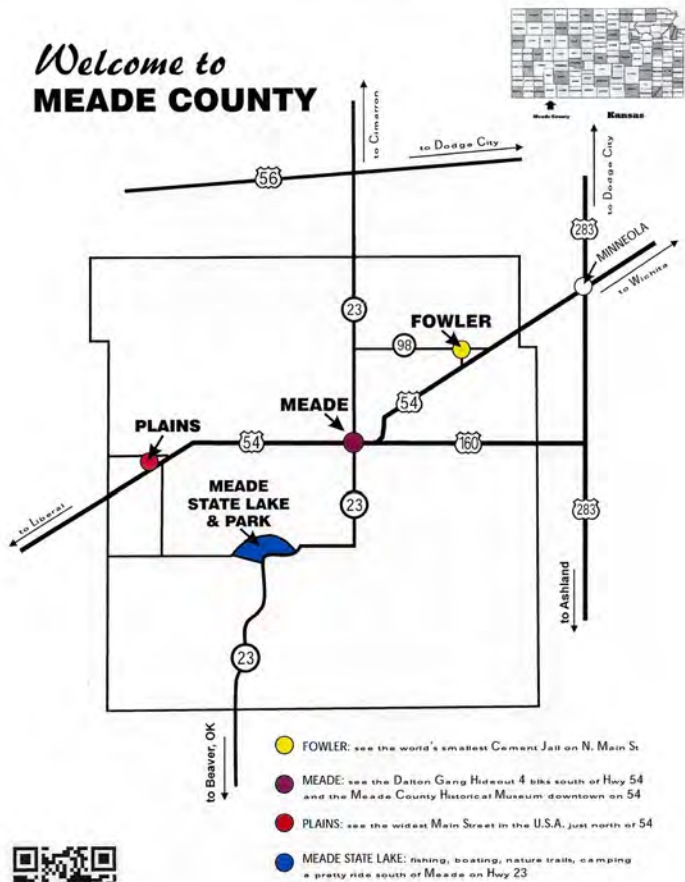 Welcome to
MEADE COUNTY
Meade County
Kansas
to Cimarron
to Dodge City
to Dodge City
56
283
MINNEOLA
to Wichita
23
FOWLER
98
54
MEADE
PLAINS
54
160
MEADE
STATE LAKE
& PARK
23
283
to Liberal
to Ashland
23
to Beaver, OK
FOWLER: see the world's smallest Cement Jail on N. Main St
MEADE: see the Dalton Gang Hideout 4 blks south of Hwy 54
and the Meade County Historical Museum downtown on 54
PLAINS: see the widest Main Street in the U.S.A. just north of 54
MEADE STATE LAKE: fishing, boating, nature trails, camping
a pretty ride south of Meade on Hwy 23